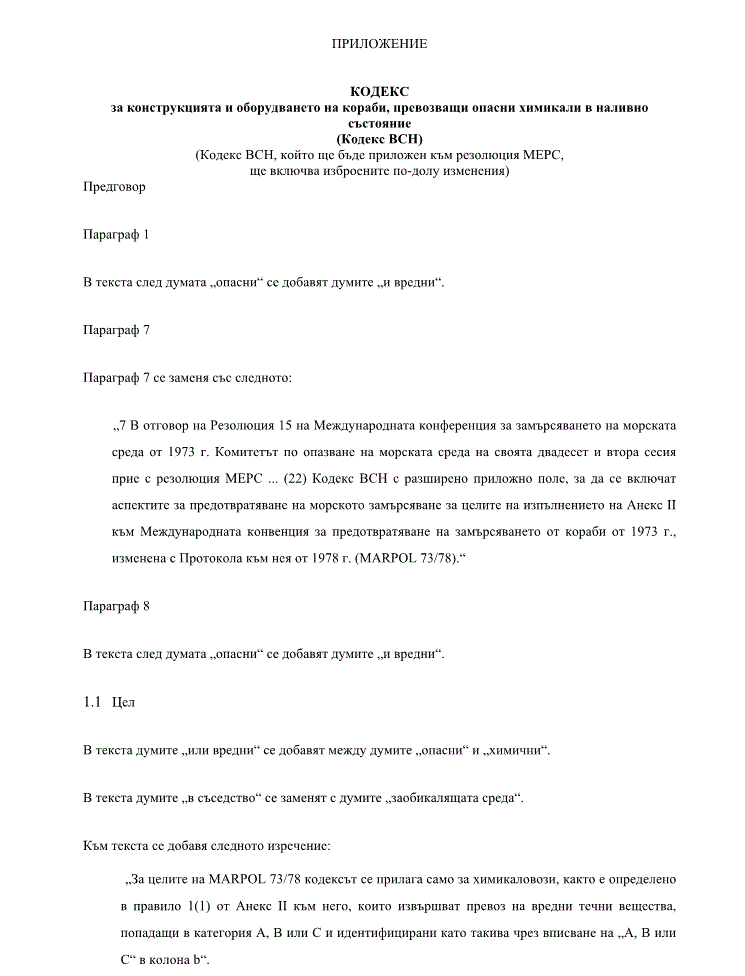 ПРИЛОЖЕНИЕ
КОДЕКС
за конструкцията и оборудването на кораби, превозващи опасни химикали в наливно
състояние
(Кодекс ВСН)
(Кодекс ВСН, който ще бъде приложен към резолюция МЕРС,
ще включва изброените по-долу изменения)
Предговор
Параграф 1
В текста след думата „опасни“ се добавят думите „и вредни“.
Параграф 7
Параграф 7 се заменя със следното:
„7 В отговор на Резолюция 15 на Международната конференция за замърсяването на морската
среда от 1973 г. Комитетът по опазване на морската среда на своята двадесет и втора сесия
прие с резолюция МЕРС ... (22) Кодекс ВСН с разширено приложно поле, за да се включат
аспектите за предотвратяване на морското замърсяване за целите на изпълнението на Анекс II
към Международната конвенция за предотвратяване на замърсяването от кораби от 1973 г.,
изменена с Протокола към нея от 1978 г. (MARPOL 73/78).“
Параграф 8
В текста след думата „опасни“ се добавят думите „и вредни“.
1.1 Цел
В текста думите „или вредни“ се добавят между думите „опасни“ и „химични“.
В текста думите „в съседство“ се заменят с думите „заобикалящата среда“.
Към текста се добавя следното изречение:
„За целите на MARPOL 73/78 кодексът се прилага само за химикаловози, както е определено
в правило 1(1) от Анекс II към него, които извършват превоз на вредни течни вещества,
попадащи в категория А, В или С и идентифицирани като такива чрез вписване на „А, В или
С“ в колона b“.